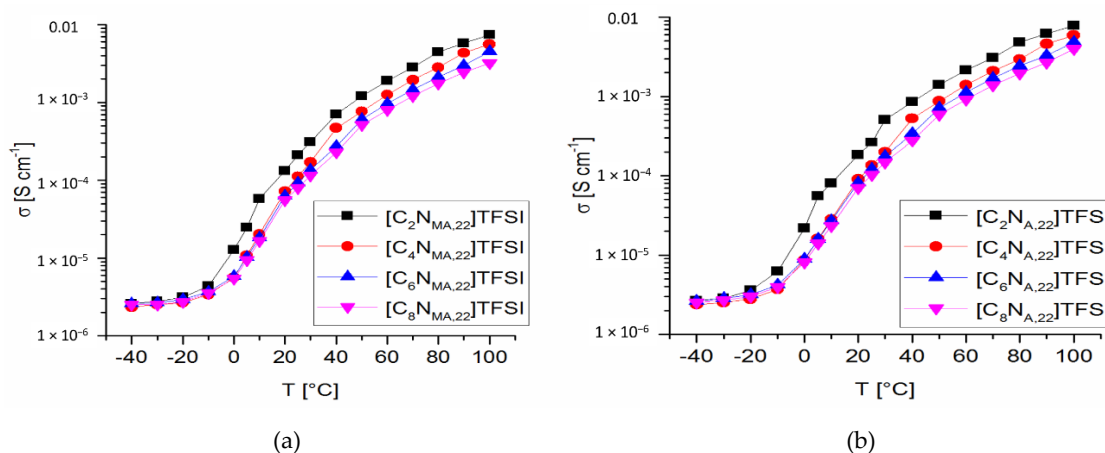 0.01
1 × 10⁻³
1 × 10⁻⁴
1 × 10⁻⁵
1 × 10⁻⁶
σ [S cm⁻¹]
[C₂N_MA,22]TFSI
[C₄N_MA,22]TFSI
[C₆N_MA,22]TFSI
[C₈N_MA,22]TFSI
-40 -20 0 20 40 60 80 100
T [°C]
(a)
0.01
1 × 10⁻³
1 × 10⁻⁴
1 × 10⁻⁵
1 × 10⁻⁶
σ [S cm⁻¹]
[C₂N_A,22]TFS
[C₄N_A,22]TFS
[C₆N_A,22]TFS
[C₈N_A,22]TFS
-40 -20 0 20 40 60 80 100
T [°C]
(b)